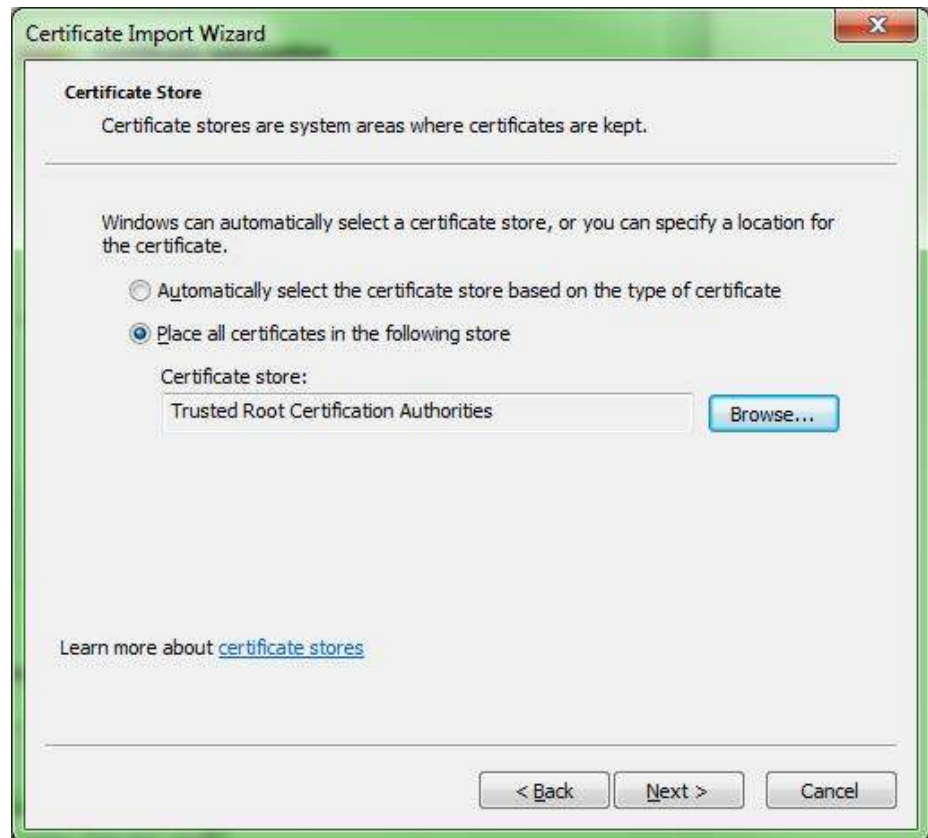 Certificate Import Wizard
Certificate Store
Certificate stores are system areas where certificates are kept.
Windows can automatically select a certificate store, or you can specify a location for
the certificate.
Automatically select the certificate store based on the type of certificate
Place all certificates in the following store
Certificate store:
Trusted Root Certification Authorities
Browse...
Learn more about certificate stores
< Back
Next >
Cancel